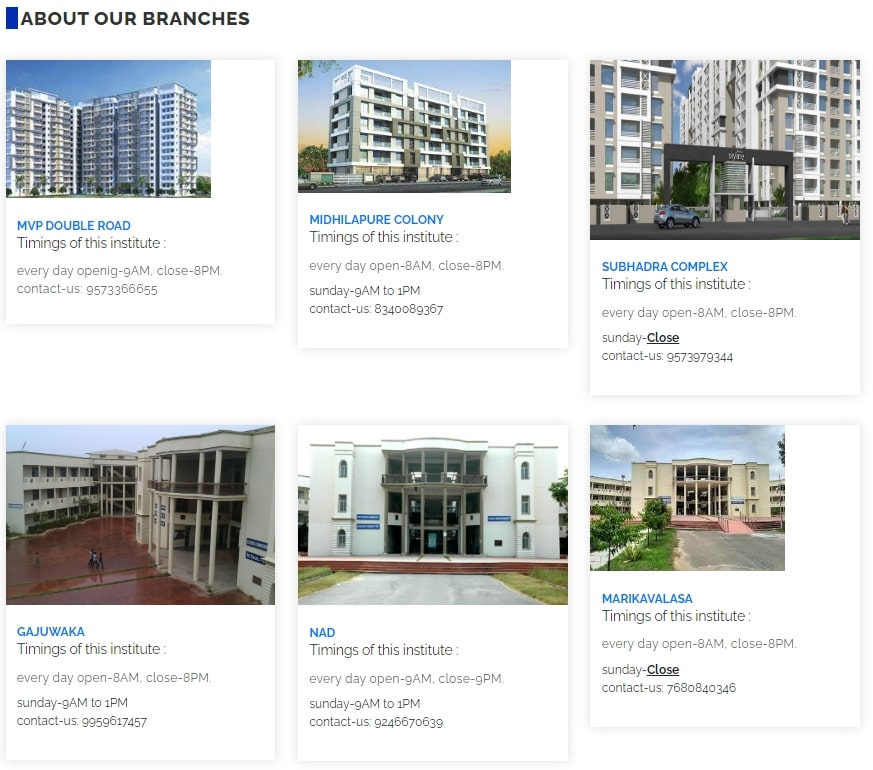 ABOUT OUR BRANCHES
MVP DOUBLE ROAD
Timings of this institute :
every day openig-9AM, close-8PM.
contact-us: 9573366655
MIDHILAPURE COLONY
Timings of this institute :
every day open-8AM, close-8PM.
sunday-9AM to 1PM
contact-us: 8340089367
skylite
SUBHADRA COMPLEX
Timings of this institute :
every day open-8AM, close-8PM.
sunday-Close
contact-us: 9573979344
GAJUWAKA
Timings of this institute :
every day open-8AM, close-8PM.
sunday-9AM to 1PM
contact-us: 9959617457
NAD
Timings of this institute :
every day open-9AM, close-9PM.
sunday-9AM to 1PM
contact-us: 9246670639
MARIKAVALASA
Timings of this institute :
every day open-8AM, close-8PM.
sunday-Close
contact-us: 7680840346